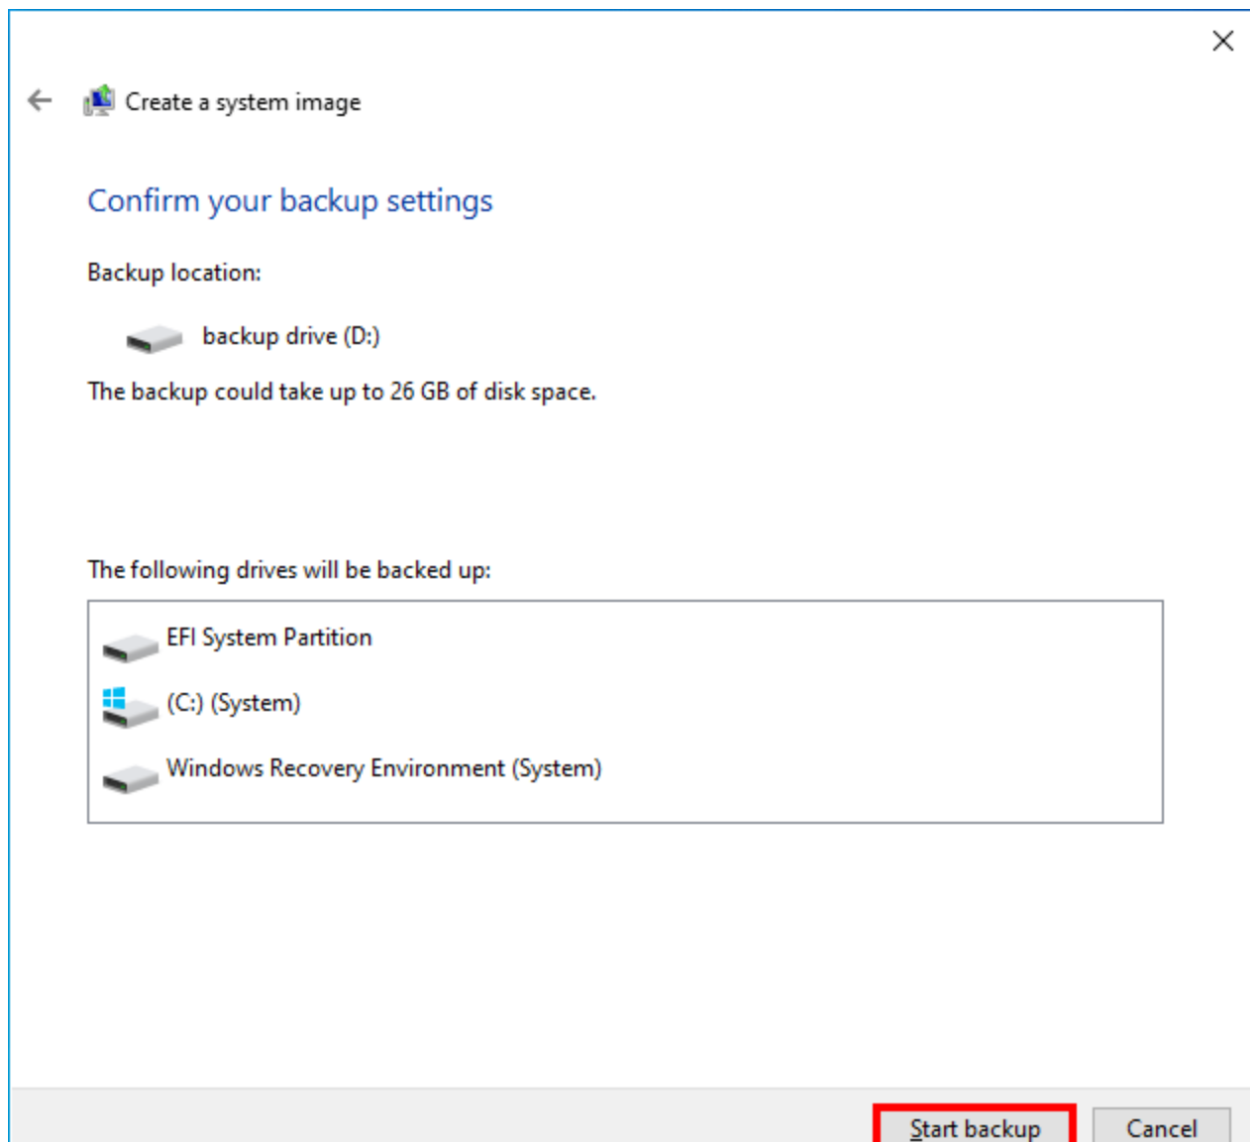 Create a system image
Confirm your backup settings
Backup location:
backup drive (D:)
The backup could take up to 26 GB of disk space.
The following drives will be backed up:
EFI System Partition
(C:) (System)
Windows Recovery Environment (System)
Start backup
Cancel